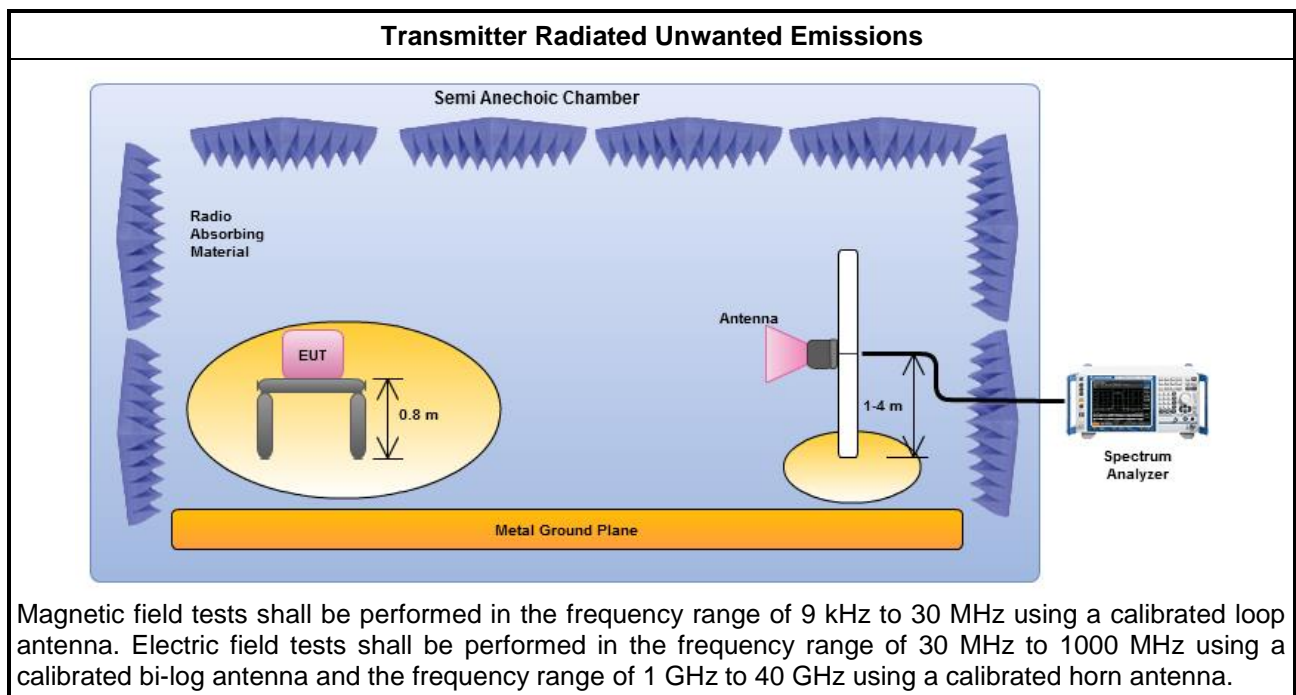 Transmitter Radiated Unwanted Emissions
Semi Anechoic Chamber
Radio
Absorbing
Material
Antenna
EUT
0.8 m
1-4 m
Spectrum
Analyzer
Metal Ground Plane
Magnetic field tests shall be performed in the frequency range of 9 kHz to 30 MHz using a calibrated loop
antenna. Electric field tests shall be performed in the frequency range of 30 MHz to 1000 MHz using a
calibrated bi-log antenna and the frequency range of 1 GHz to 40 GHz using a calibrated horn antenna.